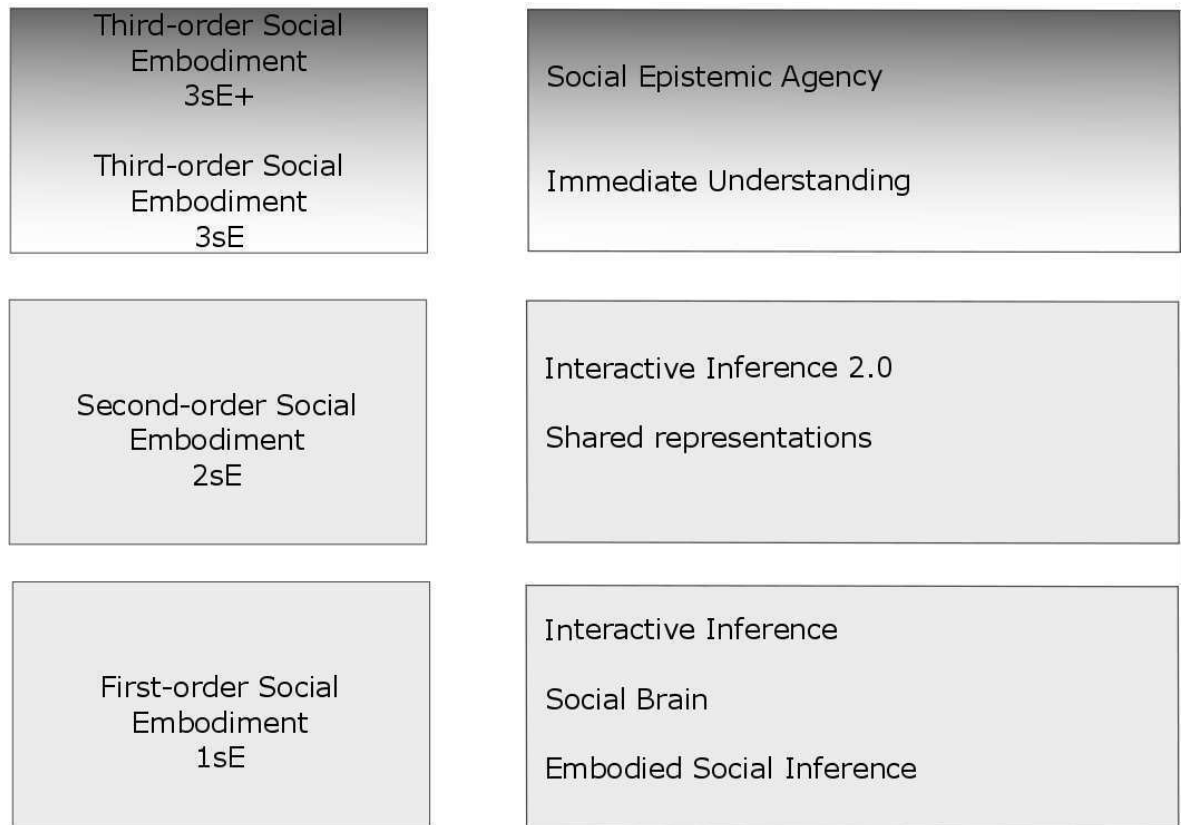 Third-order Social
Embodiment
3sE+
Third-order Social
Embodiment
3sE
Social Epistemic Agency
Immediate Understanding
Second-order Social
Embodiment
2sE
Interactive Inference 2.0
Shared representations
First-order Social
Embodiment
1sE
Interactive Inference
Social Brain
Embodied Social Inference